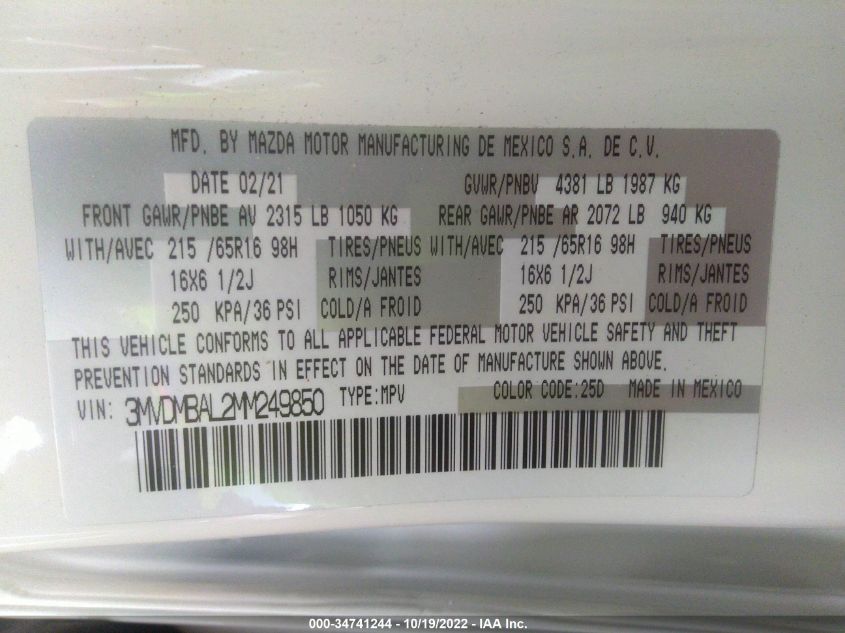 MFD. BY MAZDA MOTOR MANUFACTURING DE MEXICO S.A. DE C.V.
DATE 02/21 GVWR/PNBV 4381 LB 1987 KG
FRONT GAWR/PNBE AV 2315 LB 1050 KG REAR GAWR/PNBE AR 2072 LB 940 KG
WITH/AVEC 215 /65R16 98H TIRES/PNEUS WITH/AVEC 215 /65R16 98H TIRES/PNEUS
16X6 1/2J RIMS/JANTES 16X6 1/2J RIMS/JANTES
250 KPA/36 PSI COLD/A FROID 250 KPA/36 PSI COLD/A FROID
THIS VEHICLE CONFORMS TO ALL APPLICABLE FEDERAL MOTOR VEHICLE SAFETY AND THEFT
PREVENTION STANDARDS IN EFFECT ON THE DATE OF MANUFACTURE SHOWN ABOVE.
VIN: 3MVDMBAL2MM249850 TYPE:MPV COLOR CODE:25D MADE IN MEXICO
000-34741244 - 10/19/2022 - IAA Inc.